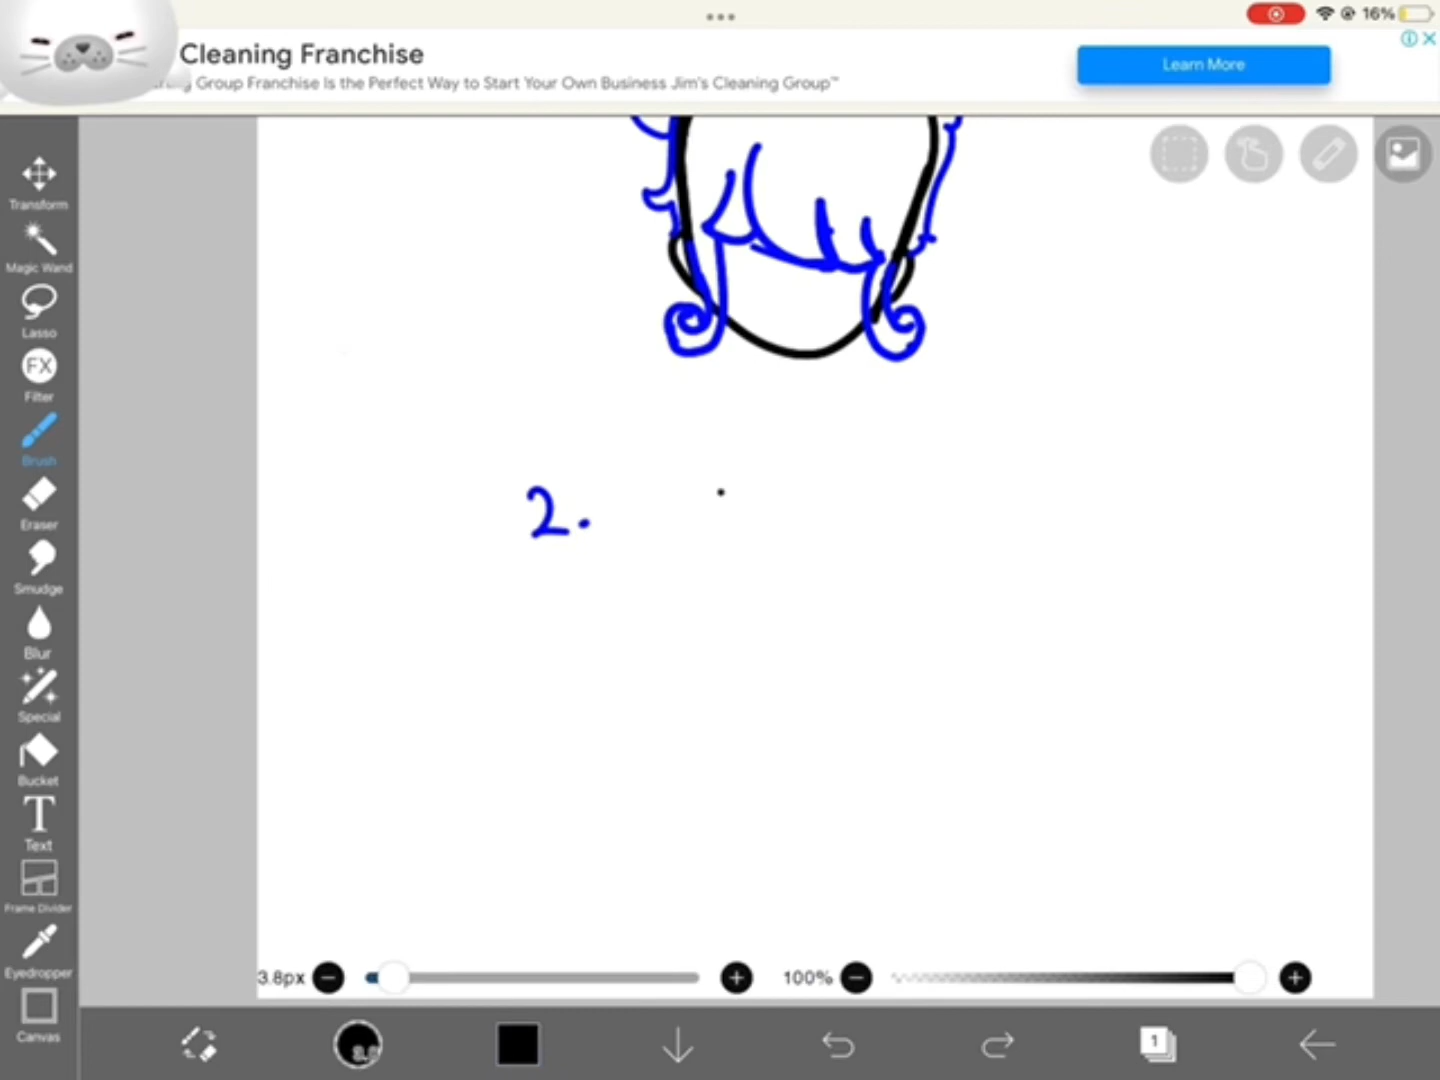 16%
Cleaning Franchise
Group Franchise Is the Perfect Way to Start Your Own Business Jim's Cleaning Group™
Learn More
Transform
Magic Wand
Lasso
FX
Filter
Brush
Eraser
Smudge
Blur
Special
Bucket
T
Text
Frame Divider
Eyedropper
Canvas
2.
3.8px
100%
3.8
1